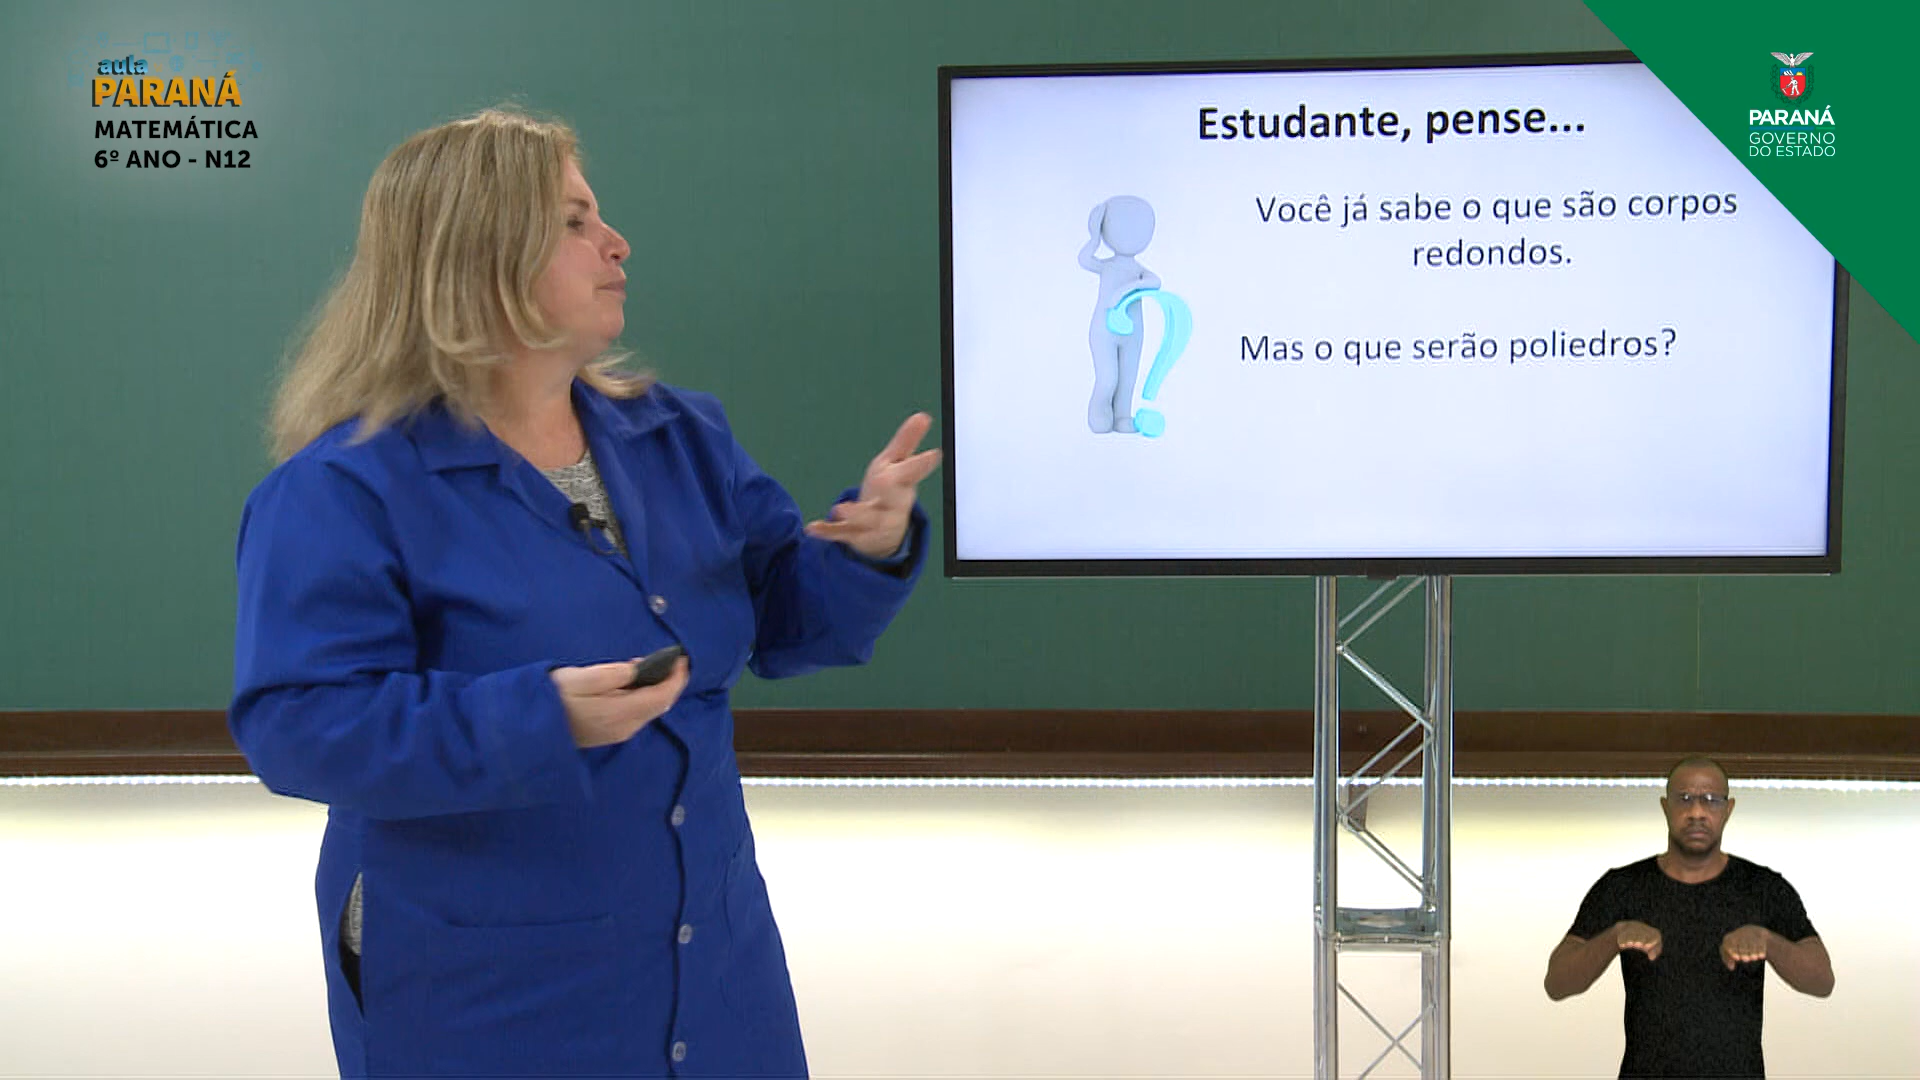 aula
PARANÁ
MATEMÁTICA
6º ANO - N12
Estudante, pense...
Você já sabe o que são corpos
redondos.
Mas o que serão poliedros?
PARANÁ
GOVERNO
DO ESTADO